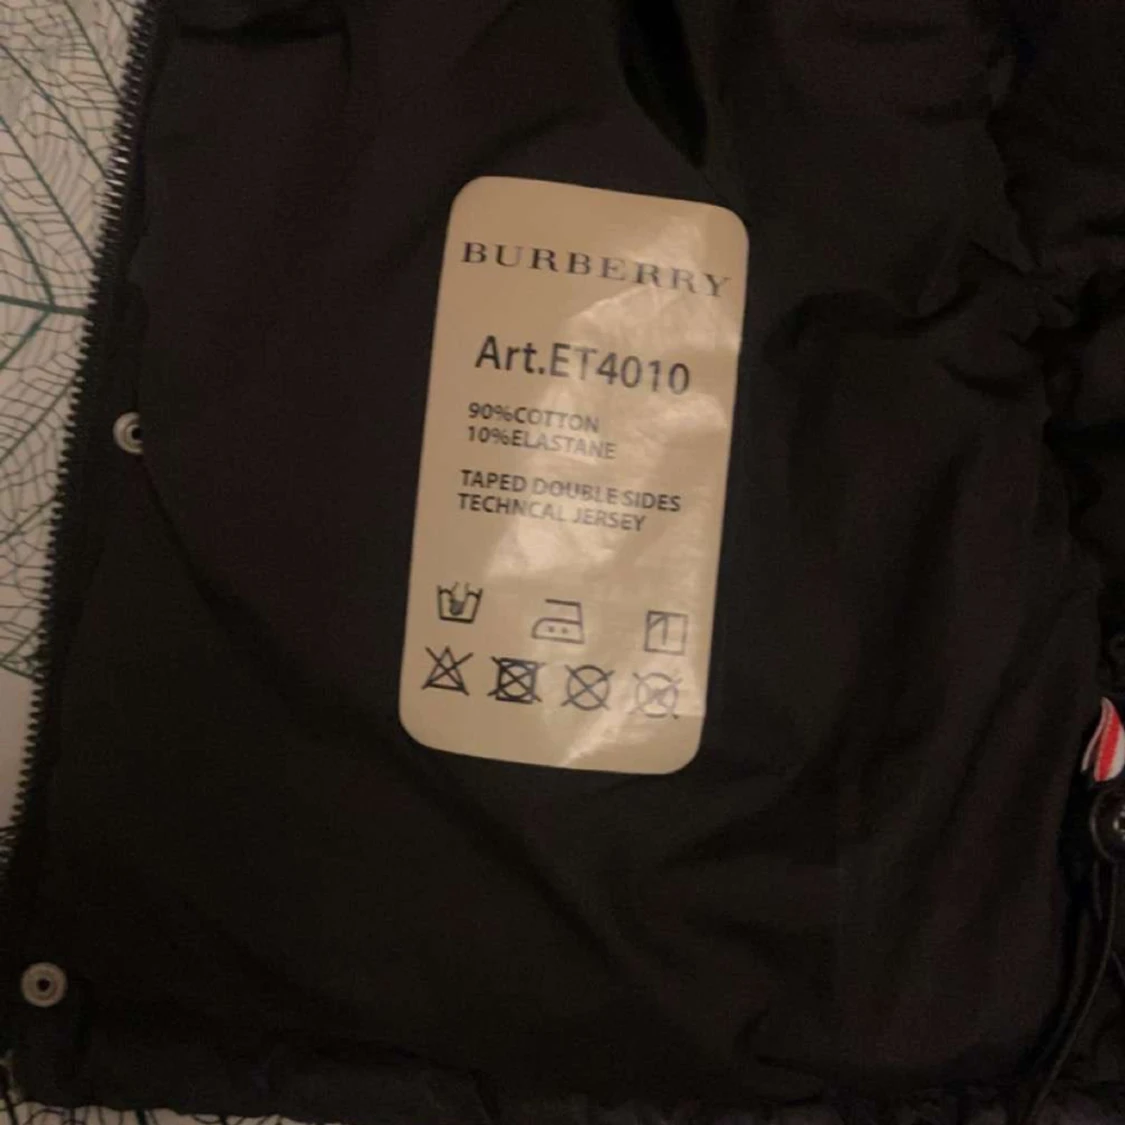 BURBERRY
Art.ET4010
90%COTTON
10%ELASTANE
TAPED DOUBLE SIDES
TECHNCAL JERSEY